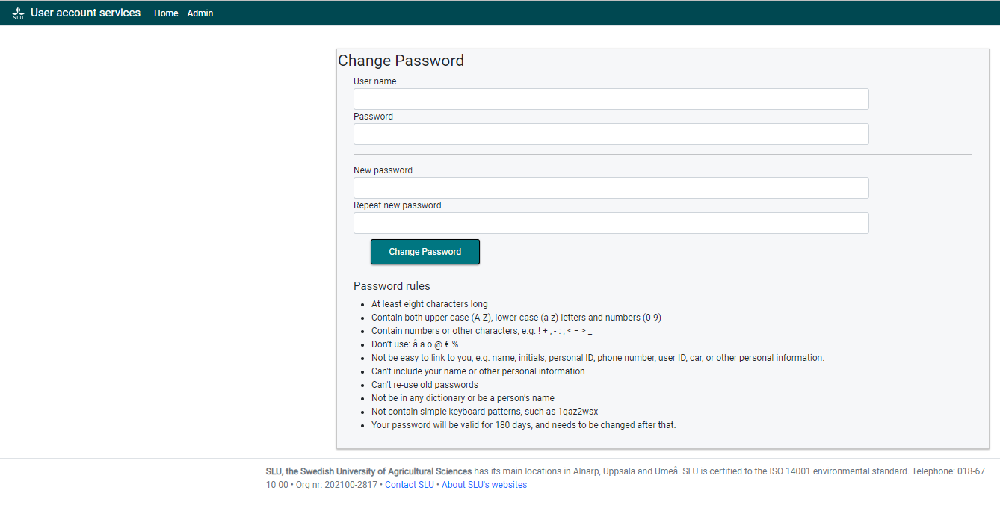 SLU User account services Home Admin
Change Password
User name
Password
New password
Repeat new password
Change Password
Password rules
• At least eight characters long
• Contain both upper-case (A-Z), lower-case (a-z) letters and numbers (0-9)
• Contain numbers or other characters, e.g: ! + , - : ; < = > _
• Don’t use: å ä ö @ € %
• Not be easy to link to you, e.g. name, initials, personal ID, phone number, user ID, car, or other personal information.
• Can't include your name or other personal information
• Can't re-use old passwords
• Not be in any dictionary or be a person’s name
• Not contain simple keyboard patterns, such as 1qaz2wsx
• Your password will be valid for 180 days, and needs to be changed after that.
SLU, the Swedish University of Agricultural Sciences has its main locations in Alnarp, Uppsala and Umeå. SLU is certified to the ISO 14001 environmental standard. Telephone: 018-67
10 00 • Org nr: 202100-2817 • Contact SLU • About SLU's websites